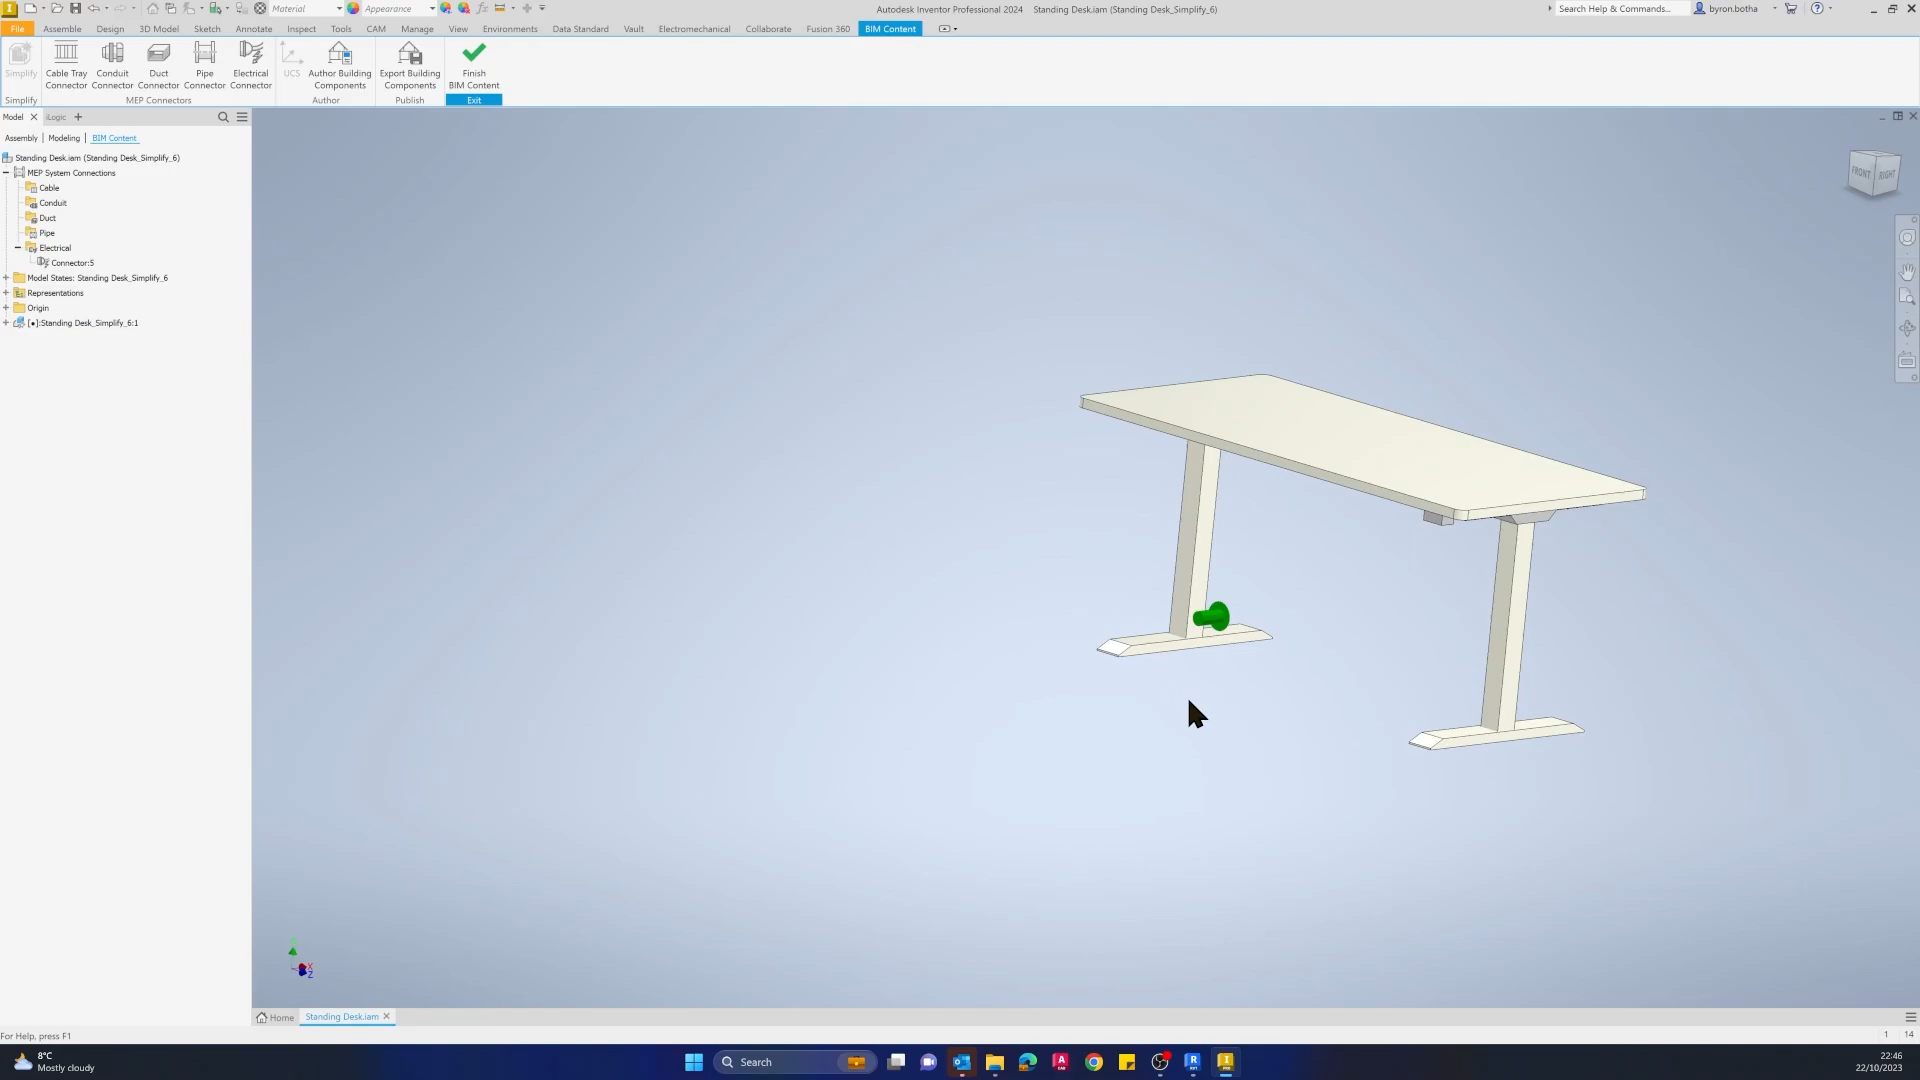 Material
Appearance
Autodesk Inventor Professional 2024 Standing Desk.iam (Standing Desk_Simplify_6)
Search Help & Commands...
byron.botha
File Assemble Design 3D Model Sketch Annotate Inspect Tools CAM Manage View Environments Data Standard Vault Electromechanical Collaborate Fusion 360 BIM Content
Simplify
Cable Tray
Connector
Conduit
Connector
Duct
Connector
Pipe
Connector
Electrical
Connector
UCS
Author Building
Components
Export Building
Components
Finish
BIM Content
Simplify MEP Connectors Author Publish Exit
Model iLogic
Assembly Modeling BIM Content
Standing Desk.iam (Standing Desk_Simplify_6)
MEP System Connections
Cable
Conduit
Duct
Pipe
Electrical
Connector:5
Model States: Standing Desk_Simplify_6
Representations
Origin
[●]:Standing Desk_Simplify_6:1
FRONT RIGHT
X
Z
Home Standing Desk.iam
For Help, press F1
1 14
8°C
Mostly cloudy
Search
22:46
22/10/2023